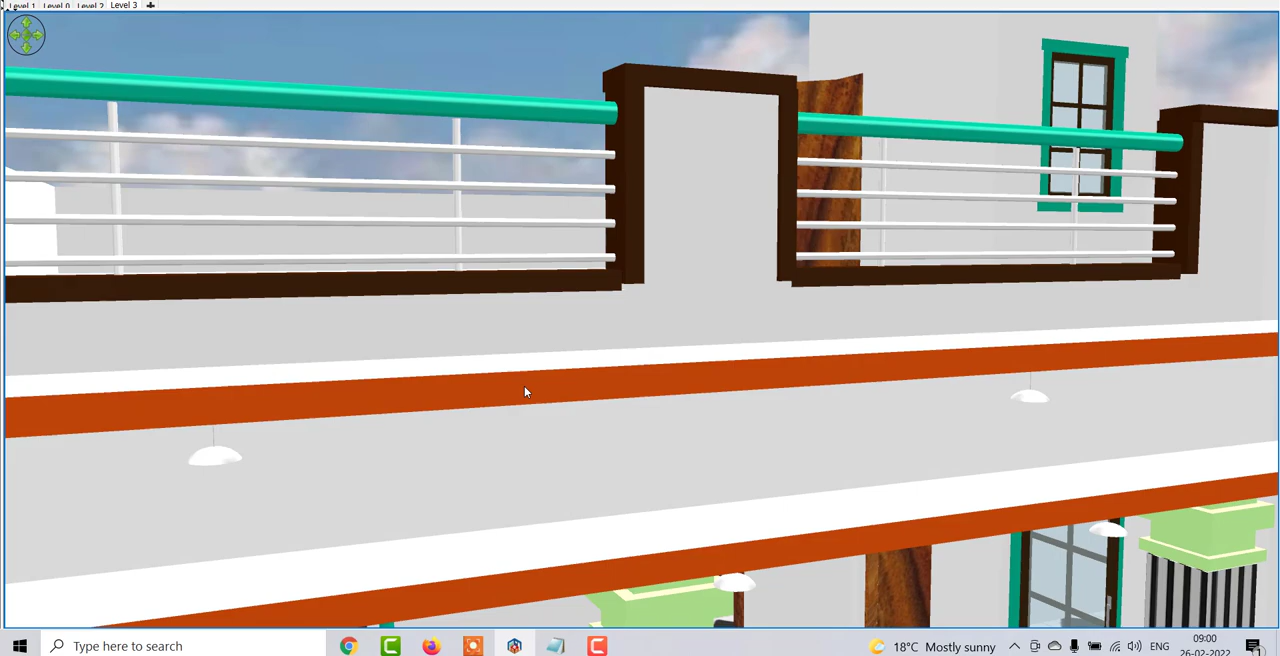 Level 1 Level 0 Level 2 Level 3
Type here to search
18°C Mostly sunny
ENG
09:00
26-02-2022
1